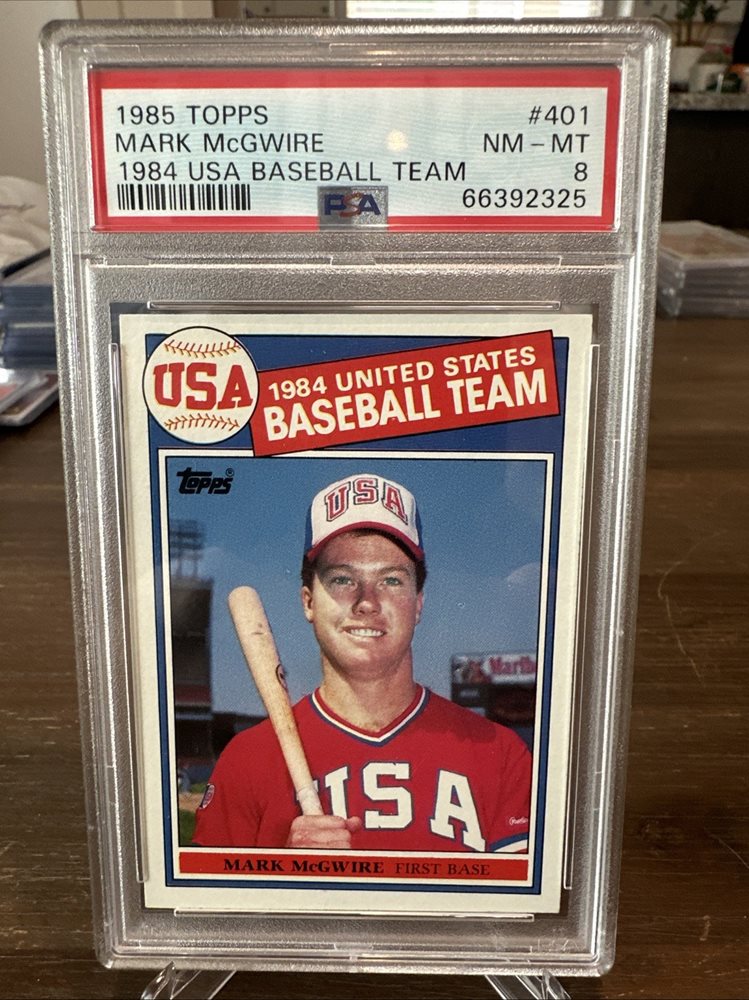 1985 TOPPS #401
MARK McGWIRE NM - MT
1984 USA BASEBALL TEAM 8
PSA 66392325
USA
1984 UNITED STATES
BASEBALL TEAM
topps®
USA
Marlb
USA
MARK McGWIRE FIRST BASE